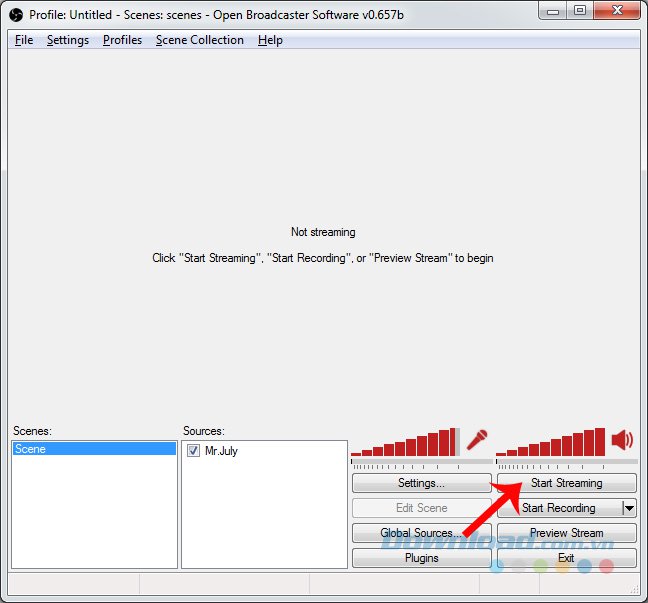 Profile: Untitled - Scenes: scenes - Open Broadcaster Software v0.657b
File Settings Profiles Scene Collection Help
Not streaming
Click "Start Streaming", "Start Recording", or "Preview Stream" to begin
Scenes:
Sources:
Scene
Mr.July
Settings...
Start Streaming
Edit Scene
Start Recording
Global Sources...
Preview Stream
Download.com.vn
Plugins
Exit